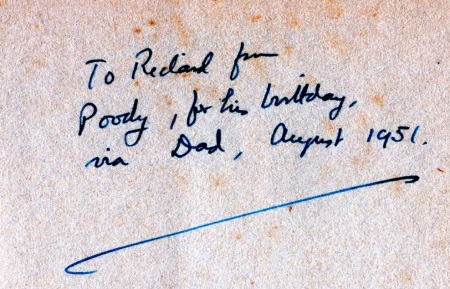 To Richard from
Poody, for his birthday,
via Dad, August 1951.